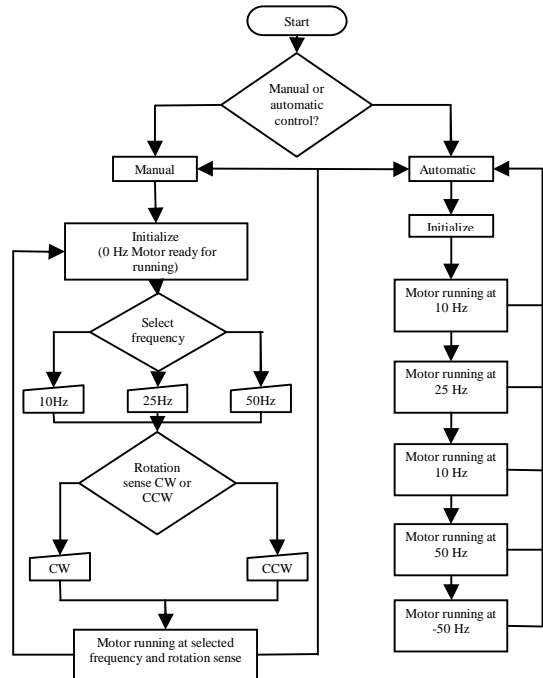 Start
Manual or
automatic
control?
Manual
Automatic
Initialize
(0 Hz Motor ready for
running)
Select
frequency
10Hz
25Hz
50Hz
Rotation
sense CW or
CCW
CW
CCW
Motor running at selected
frequency and rotation sense
Initialize
Motor running at
10 Hz
Motor running at
25 Hz
Motor running at
10 Hz
Motor running at
50 Hz
Motor running at
-50 Hz